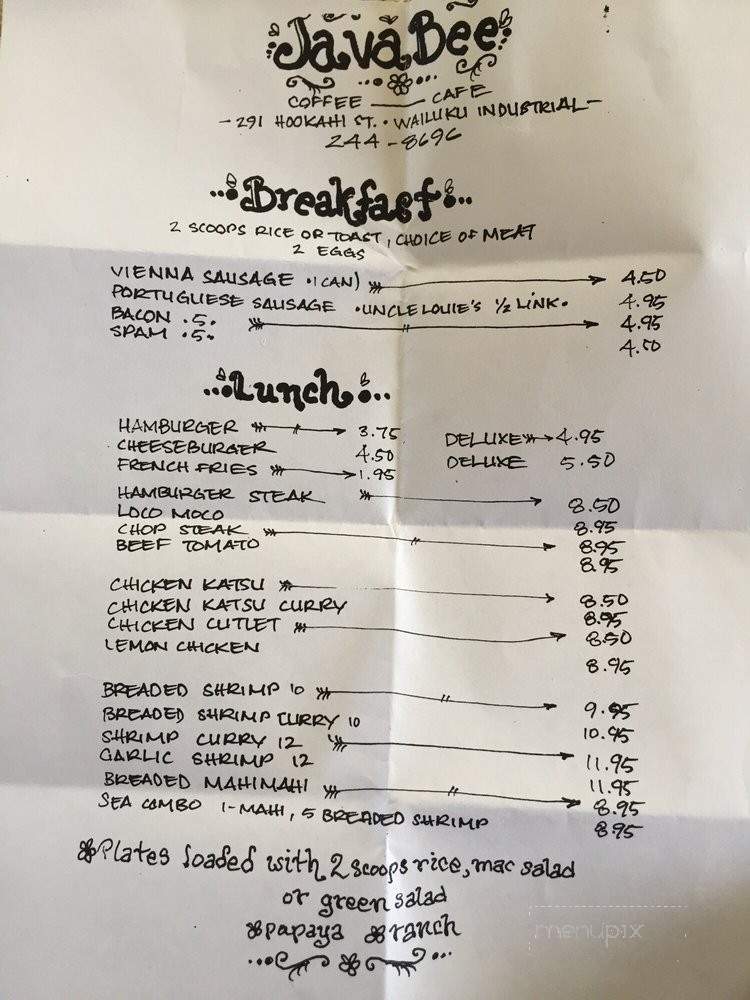 Java Bee
COFFEE — CAFE
-291 HOOKAHI ST. • WAILUKU INDUSTRIAL-
244-8696
Breakfast
2 SCOOPS RICE OR TOAST, CHOICE OF MEAT
2 EGGS
VIENNA SAUSAGE •1 CAN) 4.50
PORTUGUESE SAUSAGE •UNCLE LOUIE'S 1/2 LINK• 4.95
BACON .5. 4.95
SPAM .5. 4.50
Lunch
HAMBURGER 3.75 DELUXE 4.95
CHEESEBURGER 4.50 DELUXE 5.50
FRENCH FRIES 1.95
HAMBURGER STEAK 8.50
LOCO MOCO 8.95
CHOP STEAK 8.95
BEEF TOMATO 8.95
CHICKEN KATSU 8.50
CHICKEN KATSU CURRY 8.95
CHICKEN CUTLET 8.50
LEMON CHICKEN 8.95
BREADED SHRIMP 10 9.95
BREADED SHRIMP CURRY 10 10.95
SHRIMP CURRY 12 11.95
GARLIC SHRIMP 12 11.95
BREADED MAHIMAHI 8.95
SEA COMBO 1-MAHI, 5 BREADED SHRIMP 8.95
Plates loaded with 2 scoops rice, mac salad
or green salad
papaya ranch
menupix